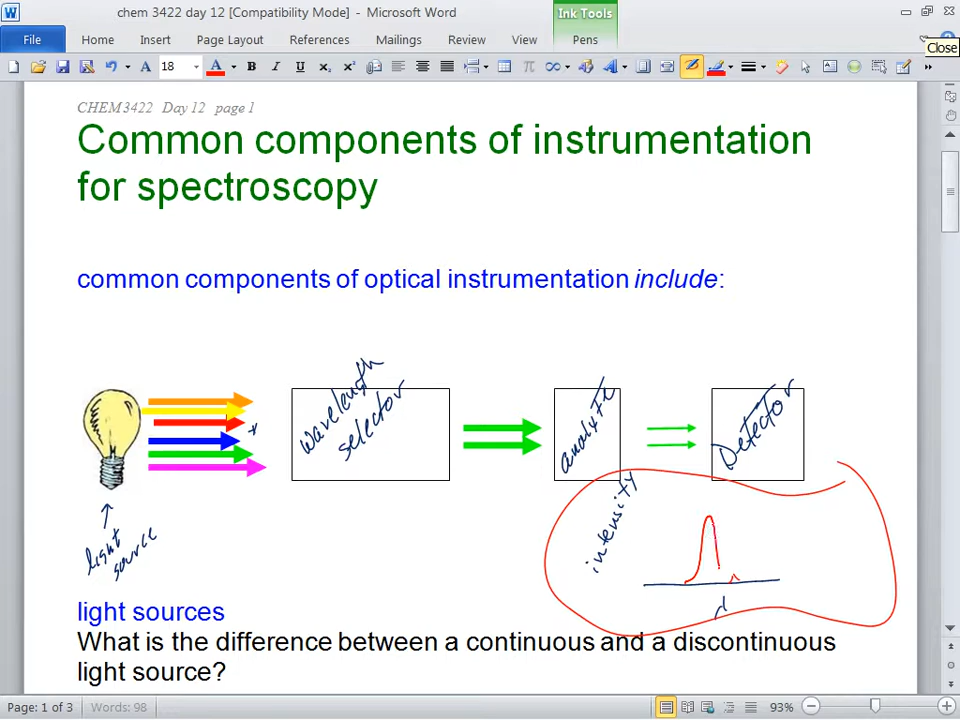 chem 3422 day 12 [Compatibility Mode] - Microsoft Word
Ink Tools
File Home Insert Page Layout References Mailings Review View Pens
Close
18
CHEM3422 Day 12 page 1
Common components of instrumentation
for spectroscopy
common components of optical instrumentation include:
wavelength
selector
analyte
Detector
light
source
intensity
light sources
What is the difference between a continuous and a discontinuous
light source?
Page: 1 of 3 Words: 98 93%